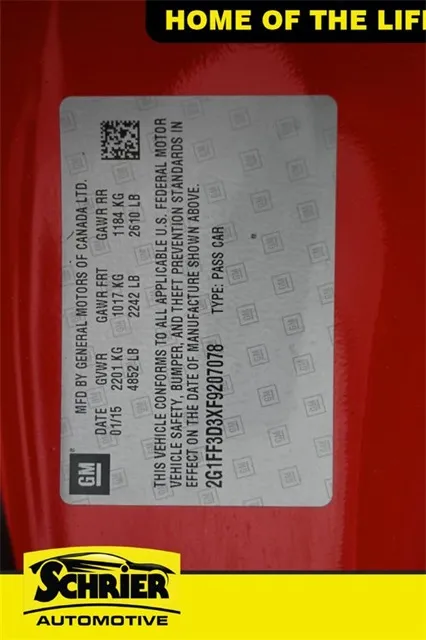 HOME OF THE LIF
MFD BY GENERAL MOTORS OF CANADA LTD.
DATE GVWR GAWR FRT GAWR RR
01/15 2201 KG 1017 KG 1184 KG
4852 LB 2242 LB 2610 LB
THIS VEHICLE CONFORMS TO ALL APPLICABLE U.S. FEDERAL MOTOR
VEHICLE SAFETY, BUMPER, AND THEFT PREVENTION STANDARDS IN
EFFECT ON THE DATE OF MANUFACTURE SHOWN ABOVE.
2G1FF3D3XF9207078 TYPE: PASS CAR
GM
SCHRIER
AUTOMOTIVE